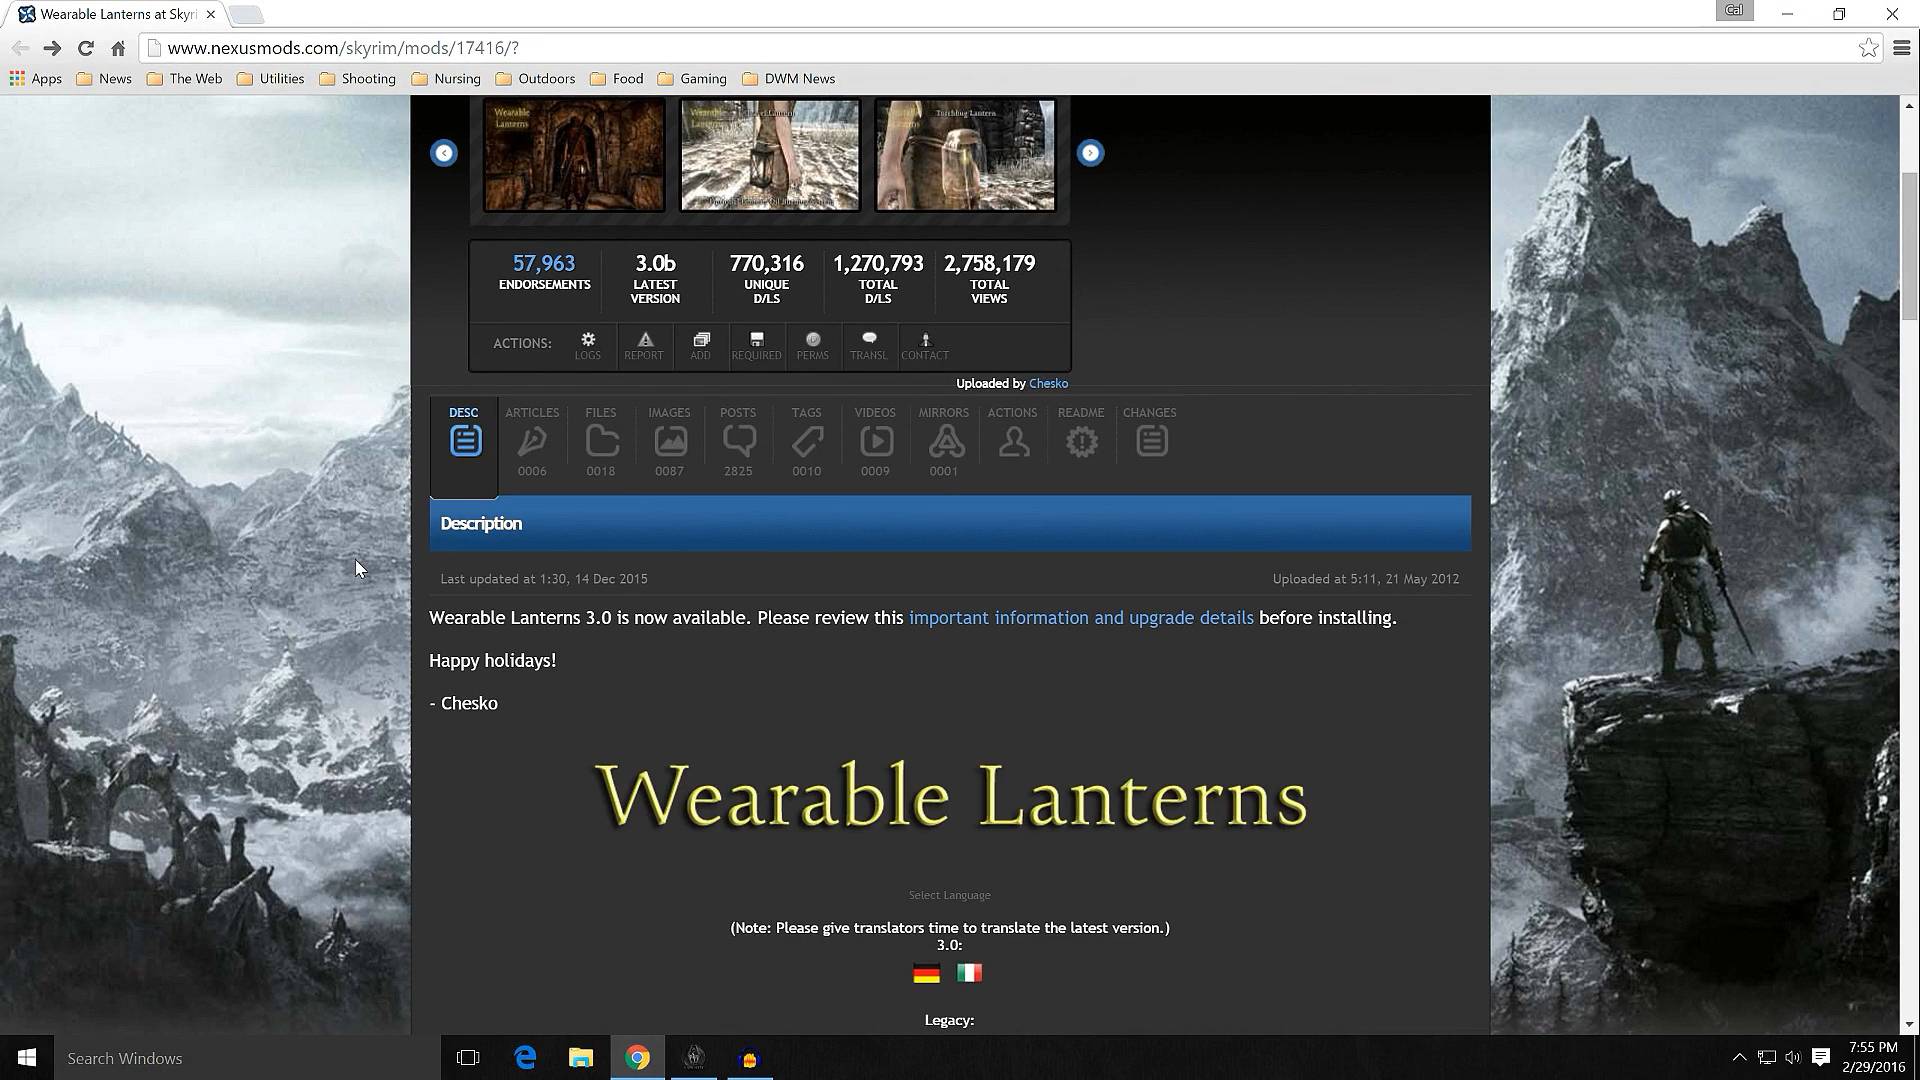 Wearable Lanterns at Skyri
Cal
www.nexusmods.com/skyrim/mods/17416/?
Apps News The Web Utilities Shooting Nursing Outdoors Food Gaming DWM News
Wearable
Lanterns
Wearable
Torchbug Lantern
57,963 3.0b 770,316 1,270,793 2,758,179
ENDORSEMENTS LATEST VERSION UNIQUE D/LS TOTAL D/LS TOTAL VIEWS
ACTIONS: LOGS REPORT ADD REQUIRED PERMS TRANSL CONTACT
Uploaded by Chesko
DESC ARTICLES FILES IMAGES POSTS TAGS VIDEOS MIRRORS ACTIONS README CHANGES
0006 0018 0087 2825 0010 0009 0001
Description
Last updated at 1:30, 14 Dec 2015 Uploaded at 5:11, 21 May 2012
Wearable Lanterns 3.0 is now available. Please review this important information and upgrade details before installing.
Happy holidays!
- Chesko
Wearable Lanterns
Select Language
(Note: Please give translators time to translate the latest version.)
3.0:
Legacy:
Search Windows
7:55 PM
2/29/2016